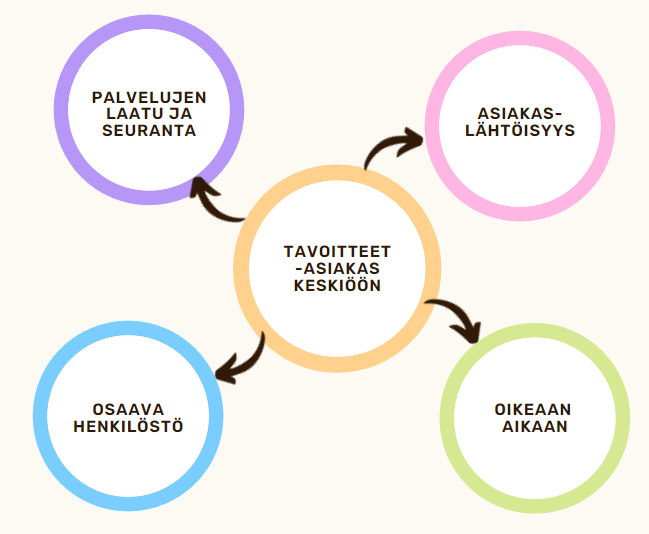 PALVELUJEN
LAATU JA
SEURANTA
ASIAKAS-
LÄHTÖISYYS
TAVOITTEET
-ASIAKAS
KESKIÖÖN
OSAAVA
HENKILÖSTÖ
OIKEAAN
AIKAAN